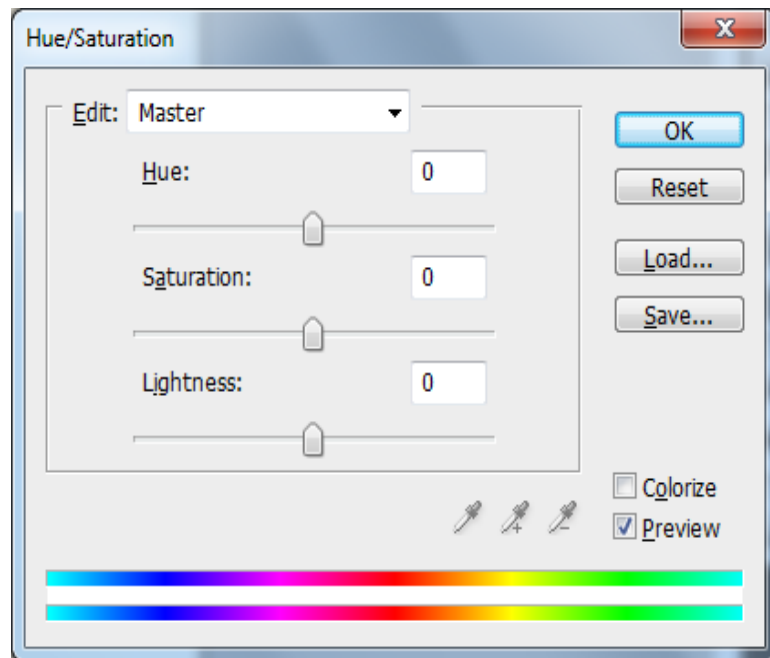 Hue/Saturation
Edit: Master
OK
Hue: 0
Reset
Saturation: 0
Load...
Save...
Lightness: 0
Colorize
Preview